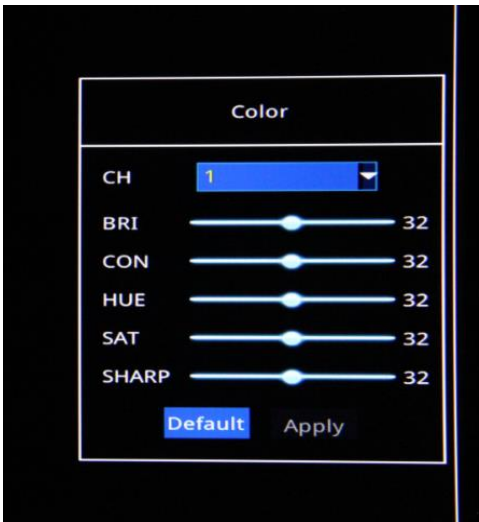 Color
CH 1
BRI 32
CON 32
HUE 32
SAT 32
SHARP 32
Default Apply